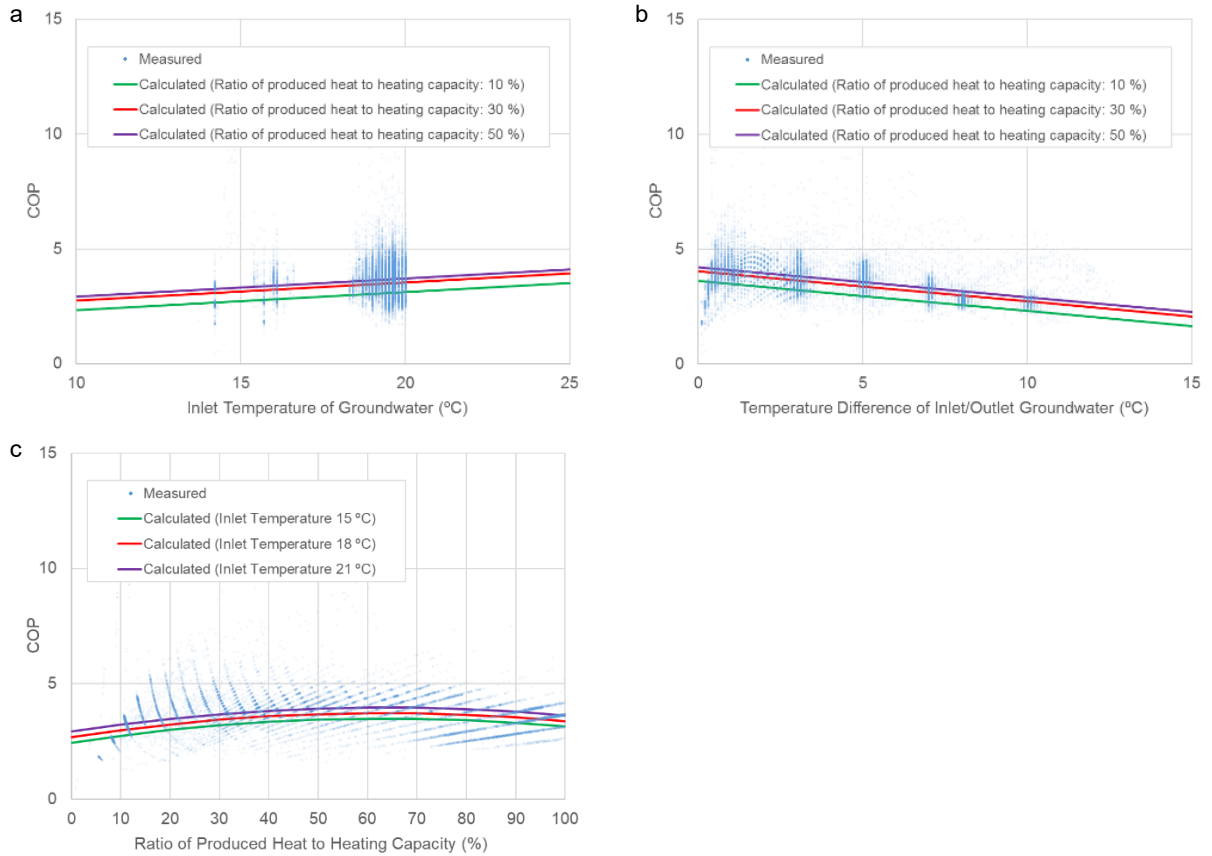 a
15
10
5
0
COP
Measured
Calculated (Ratio of produced heat to heating capacity: 10 %)
Calculated (Ratio of produced heat to heating capacity: 30 %)
Calculated (Ratio of produced heat to heating capacity: 50 %)
10
15
20
25
Inlet Temperature of Groundwater (ºC)
b
15
10
5
0
COP
Measured
Calculated (Ratio of produced heat to heating capacity: 10 %)
Calculated (Ratio of produced heat to heating capacity: 30 %)
Calculated (Ratio of produced heat to heating capacity: 50 %)
0
5
10
15
Temperature Difference of Inlet/Outlet Groundwater (ºC)
c
15
10
5
0
COP
Measured
Calculated (Inlet Temperature 15 ºC)
Calculated (Inlet Temperature 18 ºC)
Calculated (Inlet Temperature 21 ºC)
0 10 20 30 40 50 60 70 80 90 100
Ratio of Produced Heat to Heating Capacity (%)